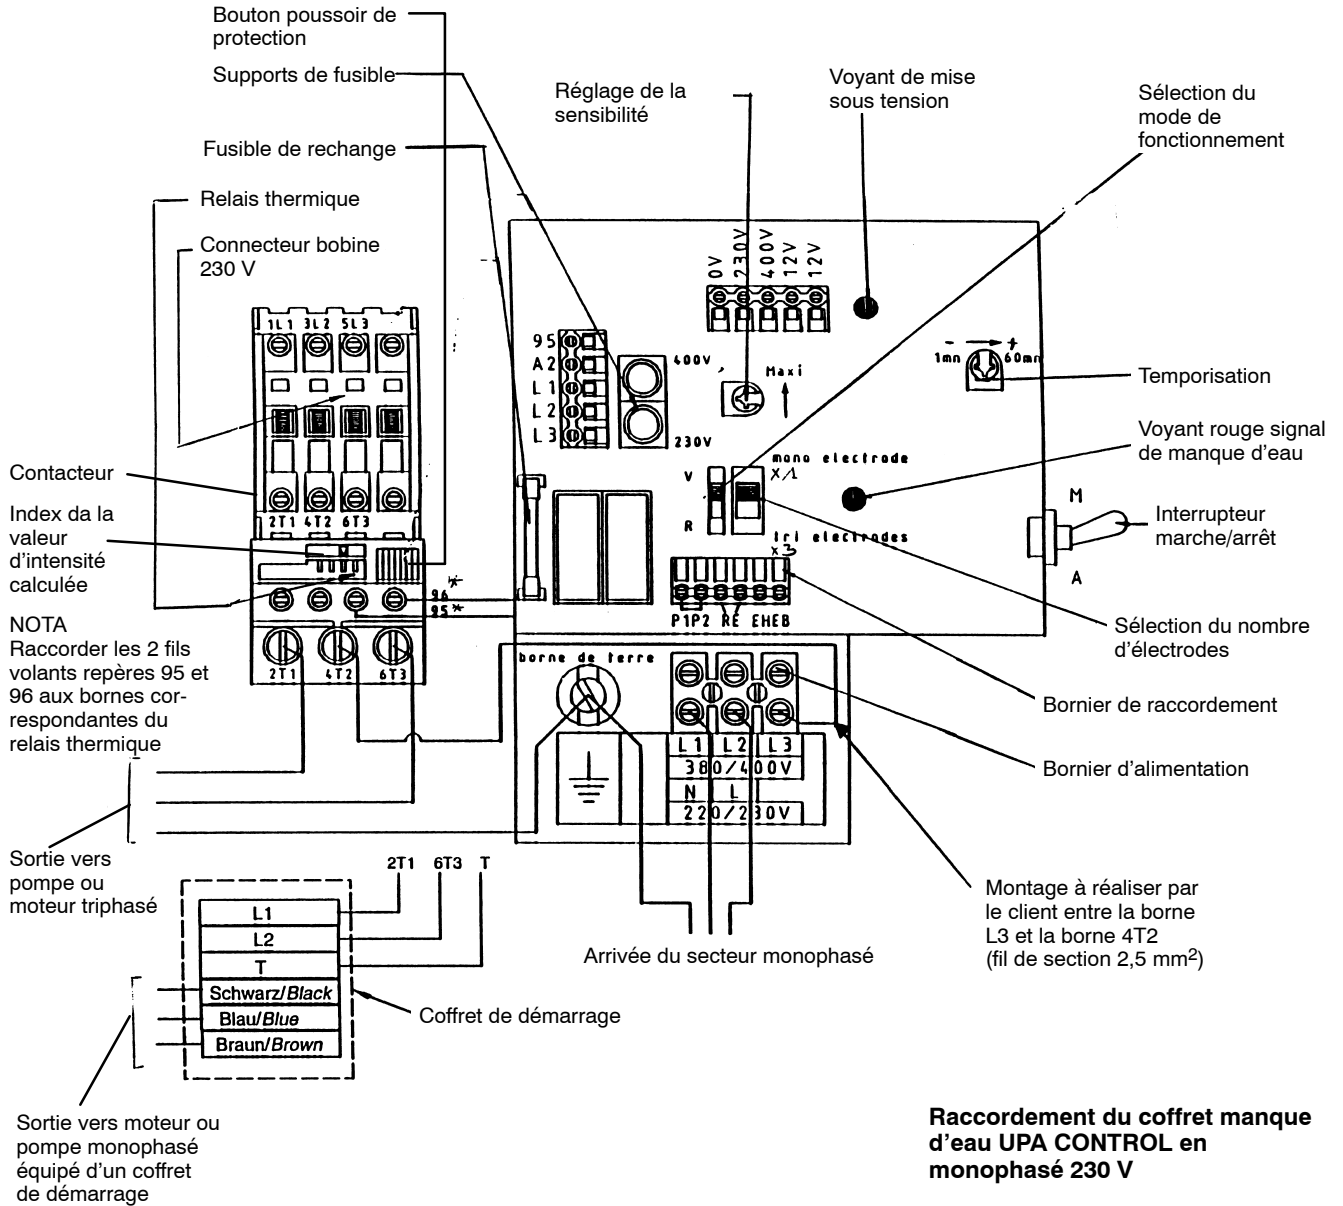 Bouton poussoir de
protection
Supports de fusible
Réglage de la
sensibilité
Voyant de mise
sous tension
Sélection du
mode de
fonctionnement
Fusible de rechange
Relais thermique
Connecteur bobine
230 V
0V
230V
400V
12V
12V
1L1 3L2 5L3
95
A2
L1
L2
L3
400V
230V
Maxi
- +
1mn 60mn
Temporisation
Voyant rouge signal
de manque d'eau
mono electrode
x1
V
R
tri electrodes
x3
M
A
Interrupteur
marche/arrêt
Contacteur
2T1 4T2 6T3
Index da la
valeur
d'intensité
calculée
96*
95*
P1P2 RE EHEB
Sélection du nombre
d'électrodes
NOTA
Raccorder les 2 fils
volants repères 95 et
96 aux bornes cor-
respondantes du
relais thermique
2T1 4T2 6T3
borne de terre
Bornier de raccordement
L1 L2 L3
380/400V
N L
220/230V
Bornier d'alimentation
Sortie vers
pompe ou
moteur triphasé
2T1 6T3 T
L1
L2
T
Schwarz/Black
Blau/Blue
Braun/Brown
Arrivée du secteur monophasé
Montage à réaliser par
le client entre la borne
L3 et la borne 4T2
(fil de section 2,5 mm²)
Coffret de démarrage
Sortie vers moteur ou
pompe monophasé
équipé d'un coffret
de démarrage
Raccordement du coffret manque
d'eau UPA CONTROL en
monophasé 230 V